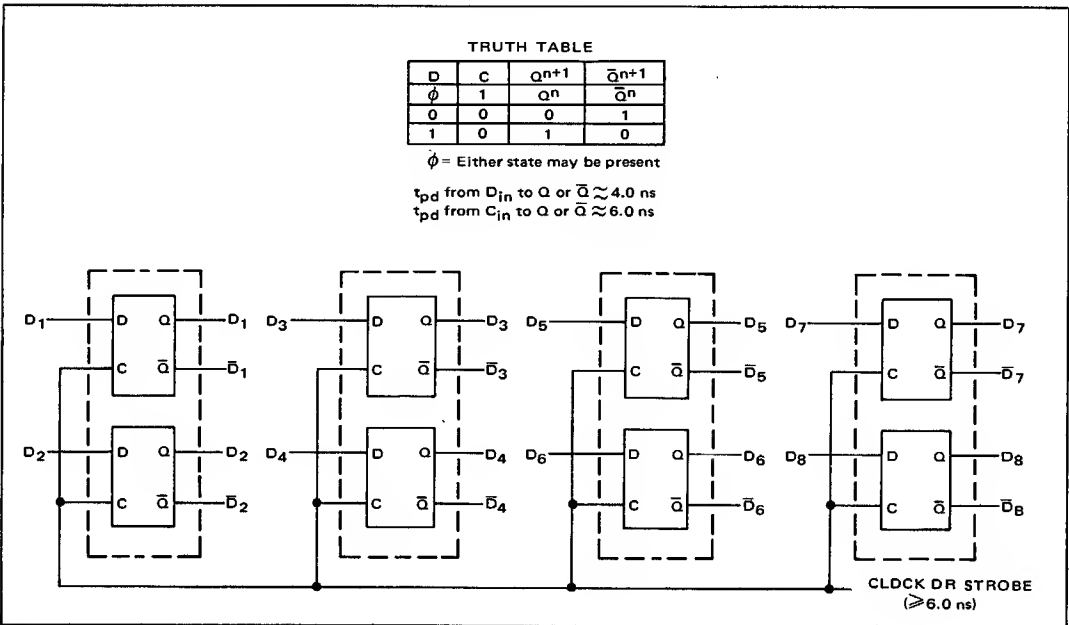 TRUTH TABLE
D C Qn+1 Q̄n+1
ϕ 1 Qn Q̄n
0 0 0 1
1 0 1 0
ϕ = Either state may be present
tpd from Din to Q or Q̄ ≈ 4.0 ns
tpd from Cin to Q or Q̄ ≈ 6.0 ns
D1 D Q D1 D3 D Q D3 D5 D Q D5 D7 D Q D7
C Q̄ D̄1 C Q̄ D̄3 C Q̄ D̄5 C Q̄ D̄7
D2 D Q D2 D4 D Q D4 D6 D Q D6 D8 D Q D8
C Q̄ D̄2 C Q̄ D̄4 C Q̄ D̄6 C Q̄ D̄B
CLDCK DR STROBE
(⩾6.0 ns)